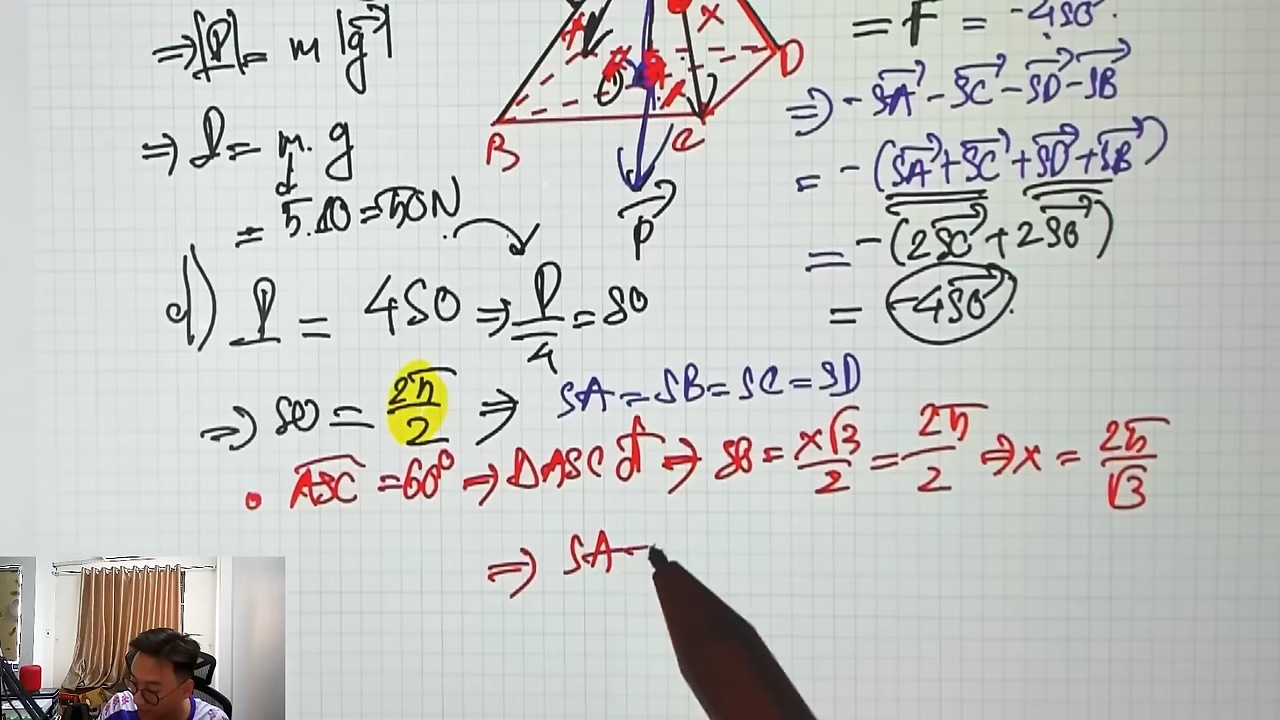 ⇒ |P⃗| = m |g⃗|
⇒ P = m. g
= 5.10 = 50N
d) P = 4SO ⇒ P/4 = SO
⇒ SO = 25/2 ⇒ SA = SB = SC = SD
• ASC = 60° → ΔASC đ ⇒ SO = x√3/2 = 25/2 ⇒ x = 25/√3
⇒ SA =
x
O
B
C
D
P⃗
= F = -4SO
⇒ -SA⃗ - SC⃗ - SD⃗ - SB⃗
= -(SA⃗ + SC⃗ + SD⃗ + SB⃗)
= -(2SO⃗ + 2SO⃗)
= -4SO⃗.